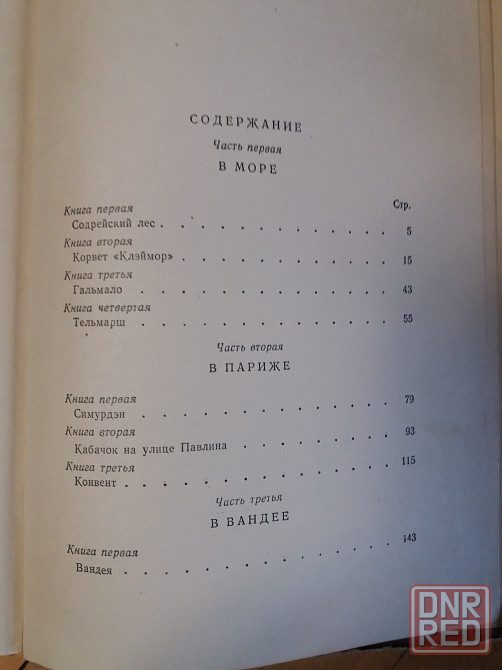 СОДЕРЖАНИЕ
Часть первая
В МОРЕ
Стр.
Книга первая
Содрейский лес . . . . . . . . . . . 5
Книга вторая
Корвет «Клэймор» . . . . . . . . . . 15
Книга третья
Гальмало . . . . . . . . . . . . 43
Книга четвертая
Тельмарш . . . . . . . . . . . . 55
Часть вторая
В ПАРИЖЕ
Книга первая
Симурдэн . . . . . . . . . . . . 79
Книга вторая
Кабачок на улице Павлина . . . . . . . 93
Книга третья
Конвент . . . . . . . . . . . . 115
Часть третья
В ВАНДЕЕ
Книга первая
Вандея . . . . . . . . . . . . . 143
DNR
RED